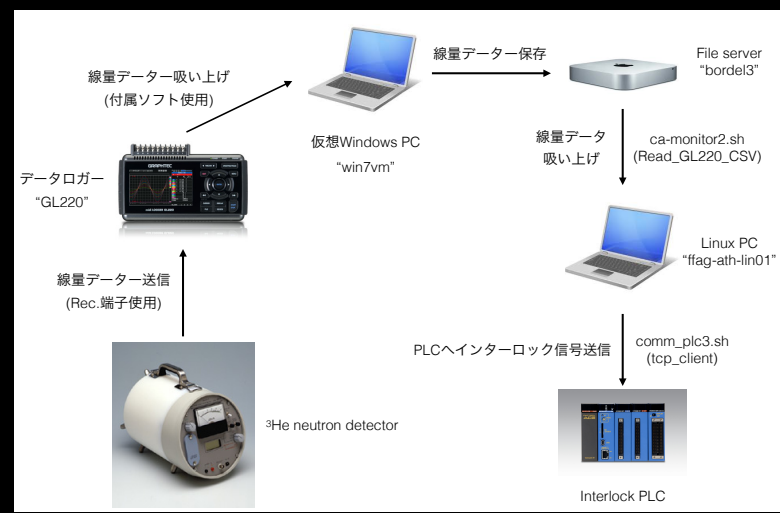 線量データー吸い上げ
(付属ソフト使用)
線量データー保存
File server
“bordel3”
仮想Windows PC
“win7vm”
線量データ
吸い上げ
ca-monitor2.sh
(Read_GL220_CSV)
データロガー
“GL220”
GRAPHTEC
Linux PC
“ffag-ath-lin01”
線量データー送信
(Rec.端子使用)
PLCへインターロック信号送信
comm_plc3.sh
(tcp_client)
³He neutron detector
Interlock PLC